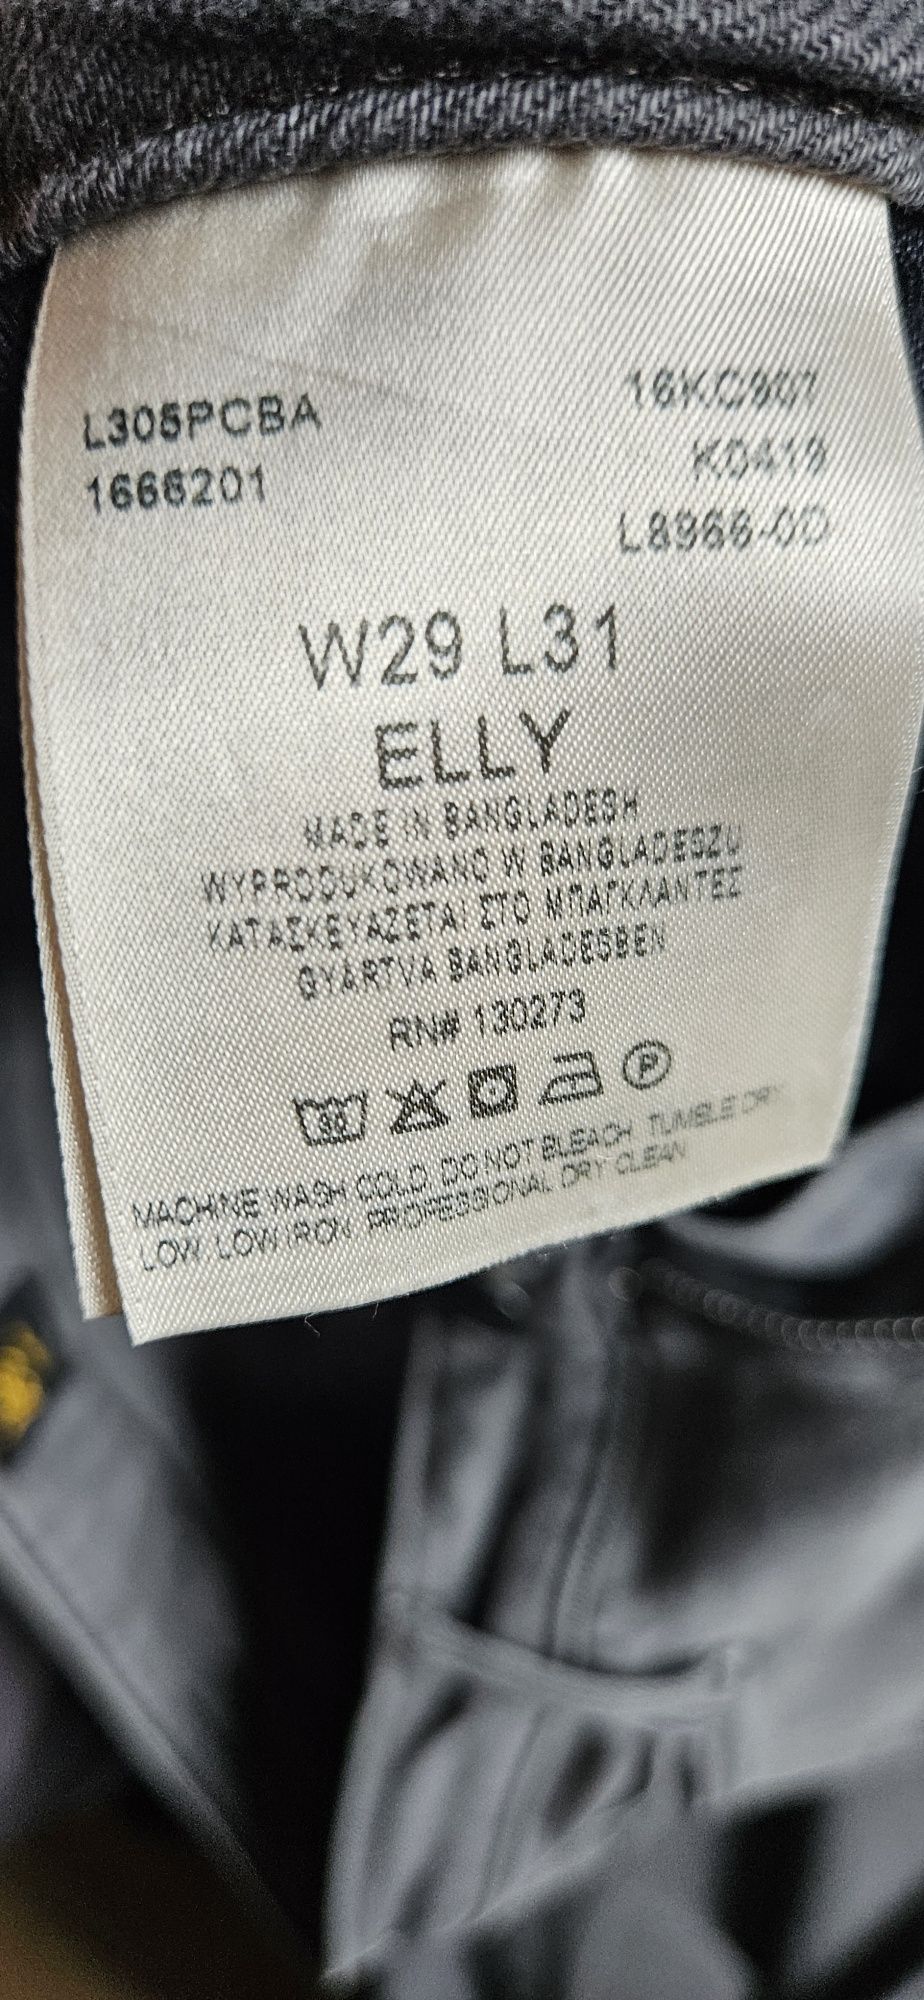 L305PCBA
1666201
16KC907
K0419
L8966-0D
W29 L31
ELLY
MADE IN BANGLADESH
WYPRODUKOWANO W BANGLADESZU
ΚΑΤΑΣΚΕΥΑΖΕΤΑΙ ΣΤΟ ΜΠΑΓΚΛΑΝΤΕΣ
GYARTVA BANGLADESBEN
RN# 130273
30 P
MACHINE WASH COLD. DO NOT BLEACH. TUMBLE DRY
LOW. LOW IRON. PROFESSIONAL DRY CLEAN